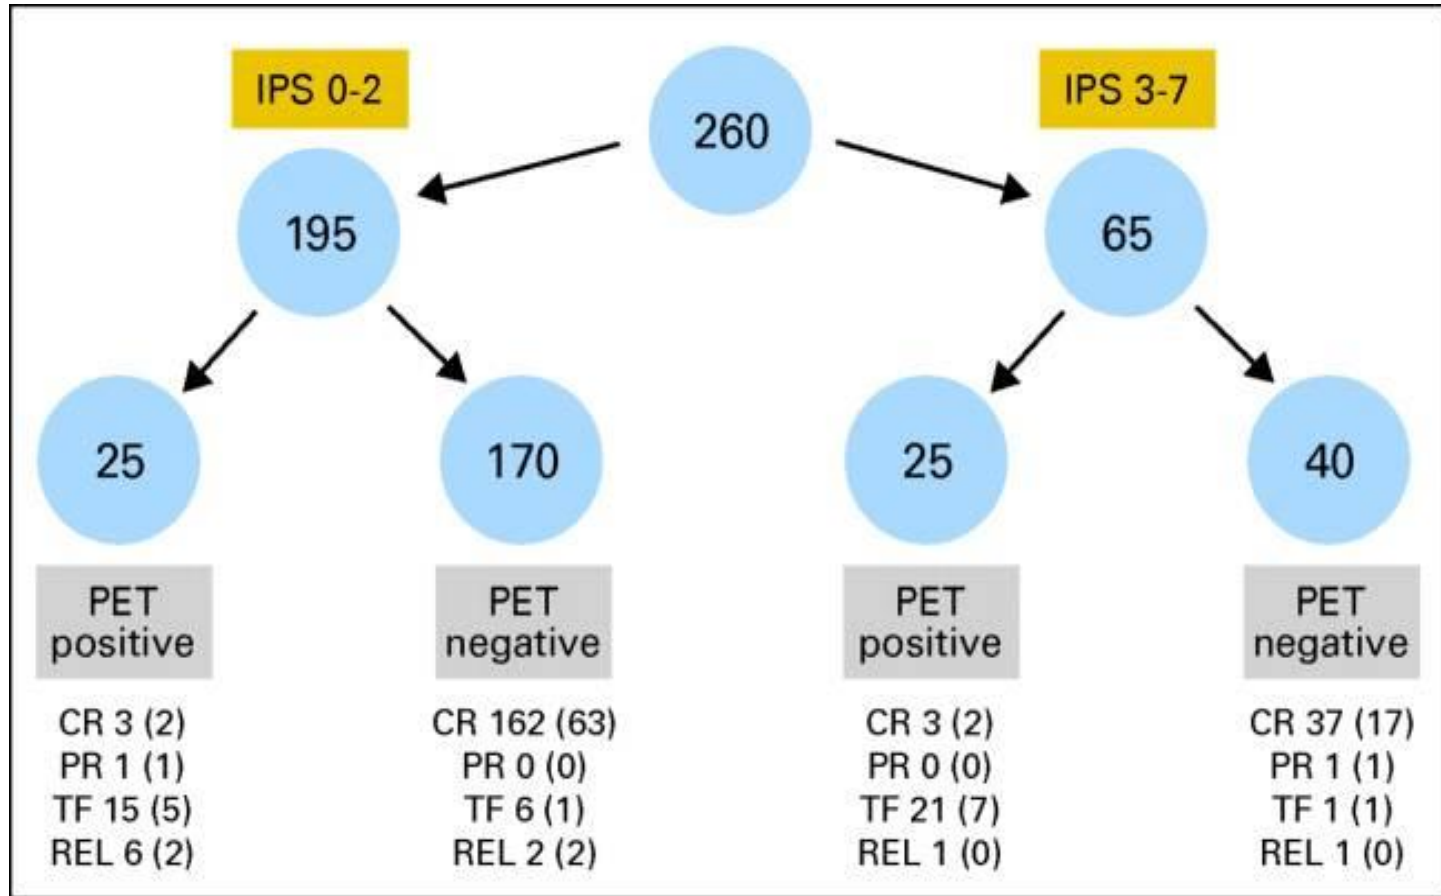 IPS 0-2
260
IPS 3-7
195
65
25
170
25
40
PET
positive
PET
negative
PET
positive
PET
negative
CR 3 (2)
PR 1 (1)
TF 15 (5)
REL 6 (2)
CR 162 (63)
PR 0 (0)
TF 6 (1)
REL 2 (2)
CR 3 (2)
PR 0 (0)
TF 21 (7)
REL 1 (0)
CR 37 (17)
PR 1 (1)
TF 1 (1)
REL 1 (0)